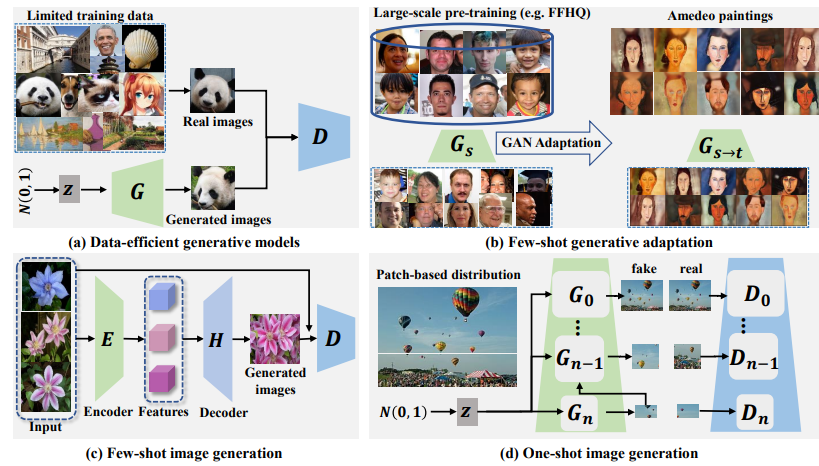 Limited training data
Real images
D
N(0,1)
z
G
Generated images
(a) Data-efficient generative models
Large-scale pre-training (e.g. FFHQ)
Amedeo paintings
G_s
GAN Adaptation
G_{s→t}
(b) Few-shot generative adaptation
E
H
D
Generated
images
Encoder
Features
Decoder
Input
(c) Few-shot image generation
Patch-based distribution
fake
real
G_0
D_0
G_{n−1}
D_{n−1}
N(0,1)
z
G_n
D_n
(d) One-shot image generation